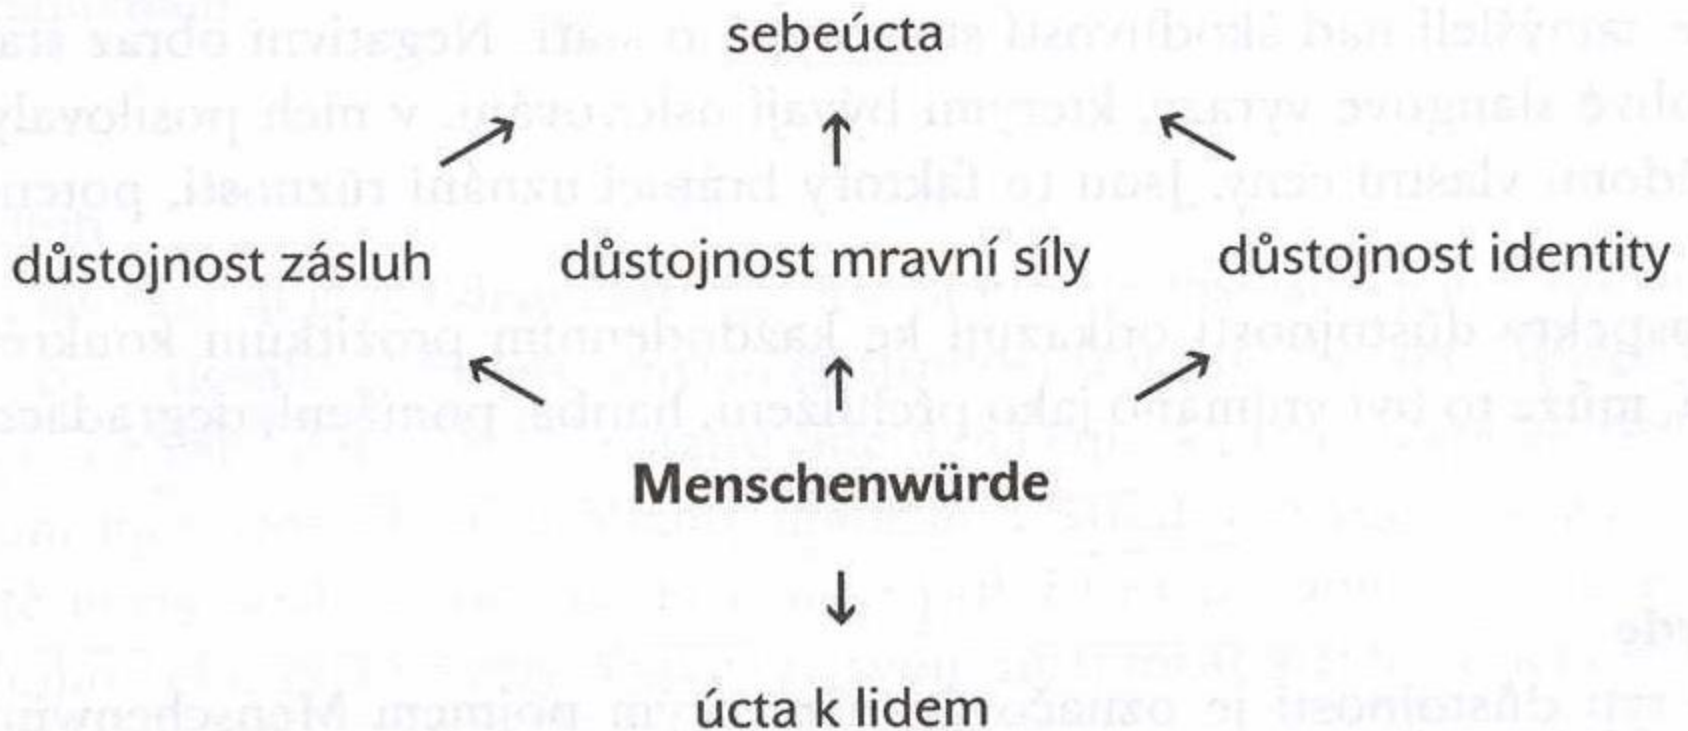 sebeúcta
důstojnost zásluh důstojnost mravní síly důstojnost identity
Menschenwürde
úcta k lidem